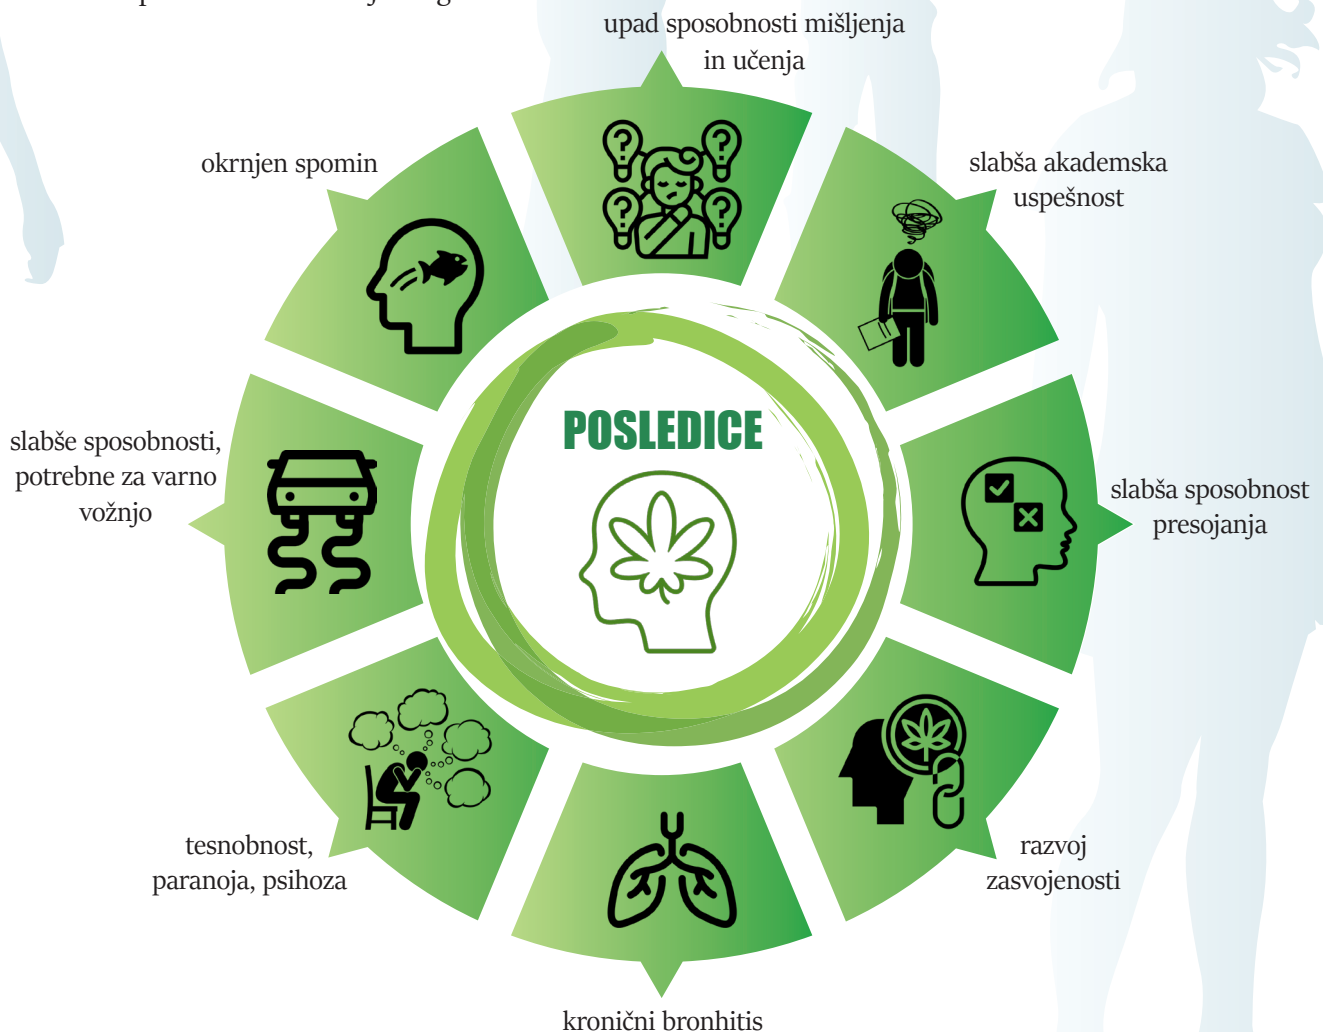 upad sposobnosti mišljenja
in učenja
slabša akademska
uspešnost
okrnjen spomin
POSLEDICE
slabše sposobnosti,
potrebne za varno
vožnjo
slabša sposobnost
presojanja
tesnobnost,
paranoja, psihoza
razvoj
zasvojenosti
kronični bronhitis